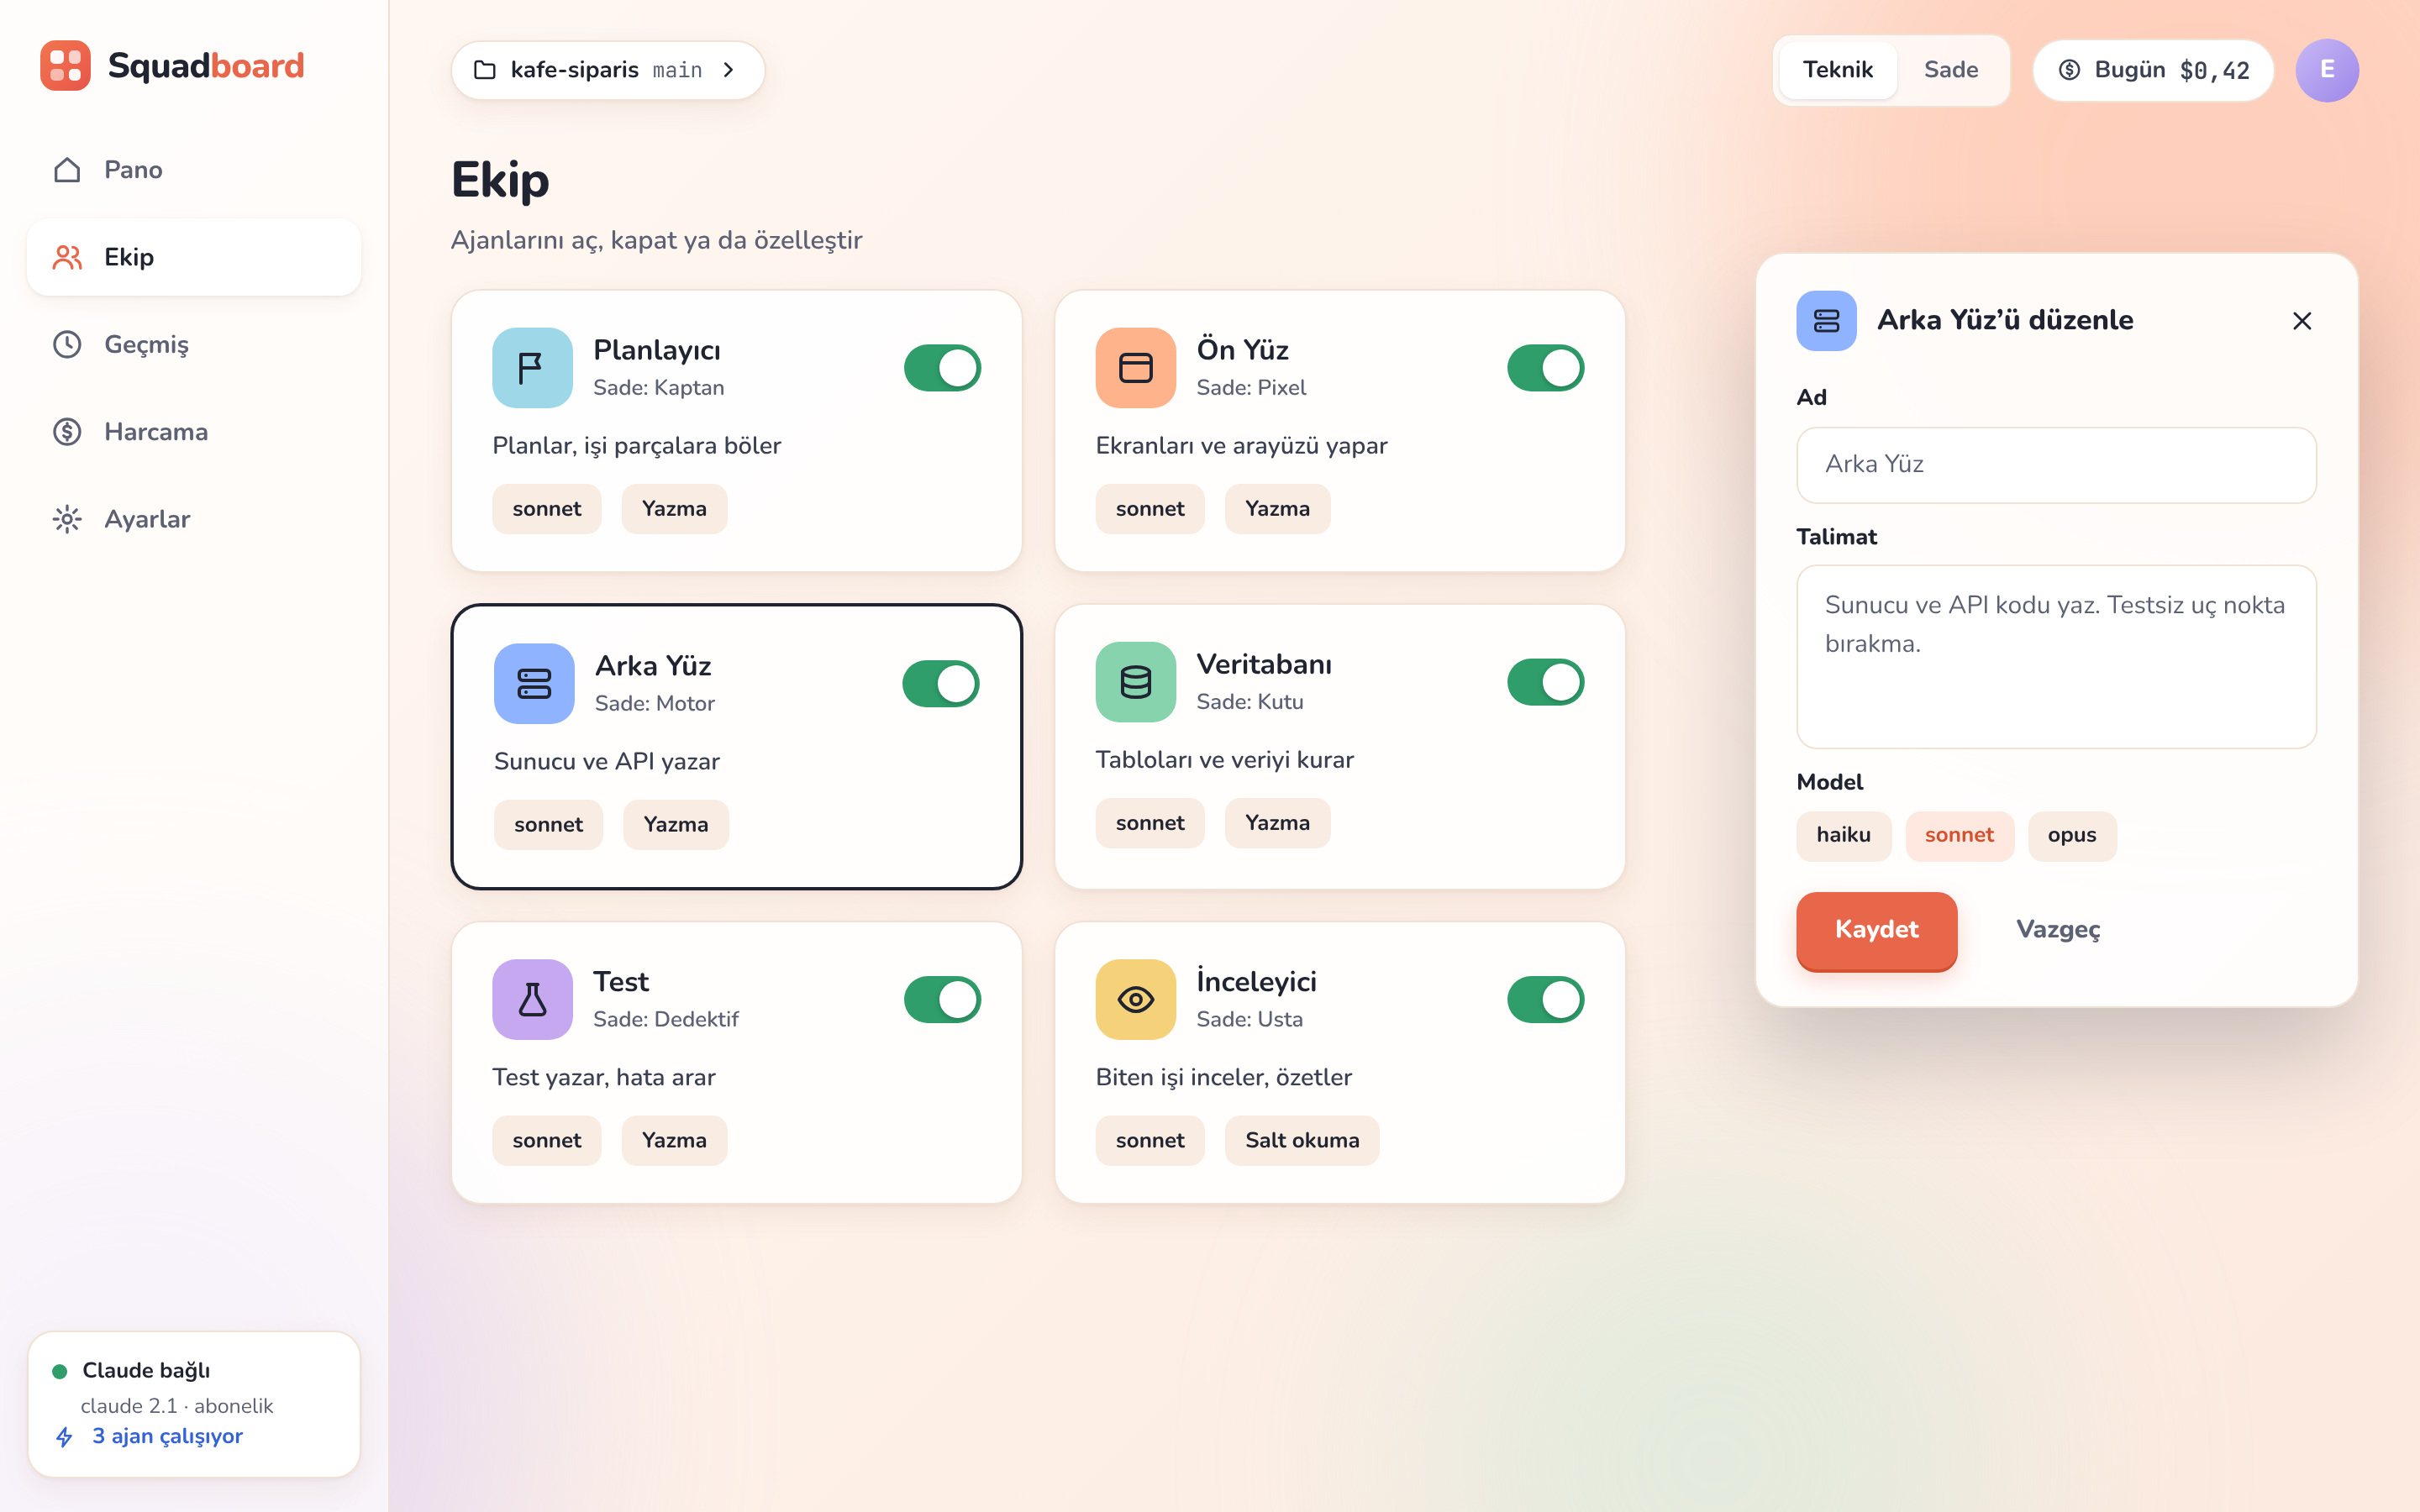 Squadboard
Pano
Ekip
Geçmiş
Harcama
Ayarlar
Claude bağlı
claude 2.1 · abonelik
3 ajan çalışıyor
kafe-siparis main
Teknik
Sade
Bugün $0,42
E
Ekip
Ajanlarını aç, kapat ya da özelleştir
Planlayıcı
Sade: Kaptan
Planlar, işi parçalara böler
sonnet
Yazma
Ön Yüz
Sade: Pixel
Ekranları ve arayüzü yapar
sonnet
Yazma
Arka Yüz
Sade: Motor
Sunucu ve API yazar
sonnet
Yazma
Veritabanı
Sade: Kutu
Tabloları ve veriyi kurar
sonnet
Yazma
Test
Sade: Dedektif
Test yazar, hata arar
sonnet
Yazma
İnceleyici
Sade: Usta
Biten işi inceler, özetler
sonnet
Salt okuma
Arka Yüz’ü düzenle
Ad
Arka Yüz
Talimat
Sunucu ve API kodu yaz. Testsiz uç nokta
bırakma.
Model
haiku
sonnet
opus
Kaydet
Vazgeç